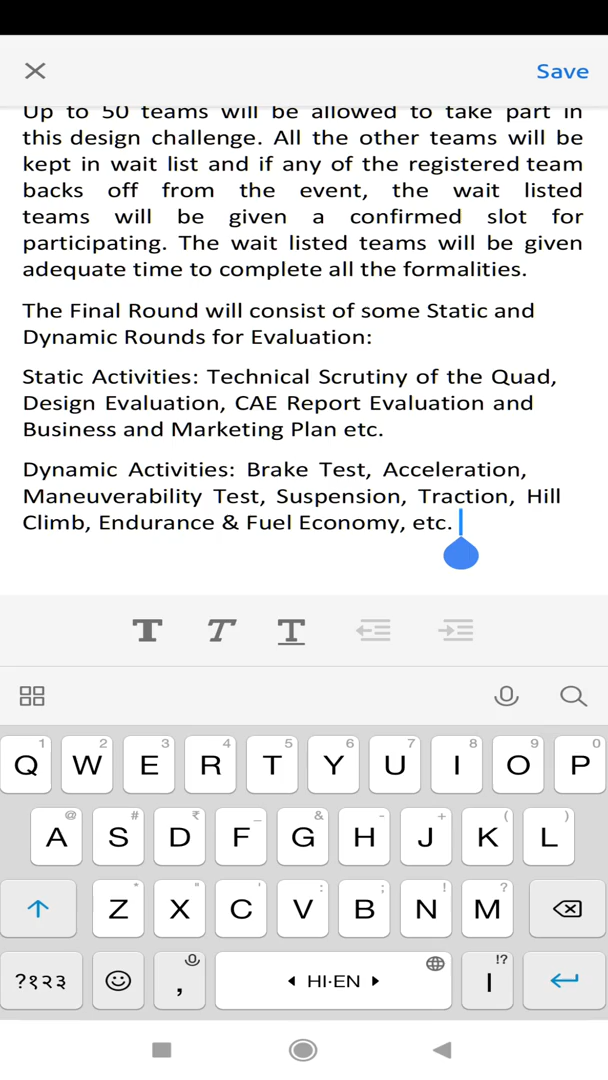 Save
Up to 50 teams will be allowed to take part in
this design challenge. All the other teams will be
kept in wait list and if any of the registered team
backs off from the event, the wait listed
teams will be given a confirmed slot for
participating. The wait listed teams will be given
adequate time to complete all the formalities.
The Final Round will consist of some Static and
Dynamic Rounds for Evaluation:
Static Activities: Technical Scrutiny of the Quad,
Design Evaluation, CAE Report Evaluation and
Business and Marketing Plan etc.
Dynamic Activities: Brake Test, Acceleration,
Maneuverability Test, Suspension, Traction, Hill
Climb, Endurance & Fuel Economy, etc.
T T T
1 2 3 4 5 6 7 8 9 0
Q W E R T Y U I O P
@ # ₹ _ & - + ( )
A S D F G H J K L
* " ' : ; ! ?
Z X C V B N M
?१२३ , HI·EN । !?